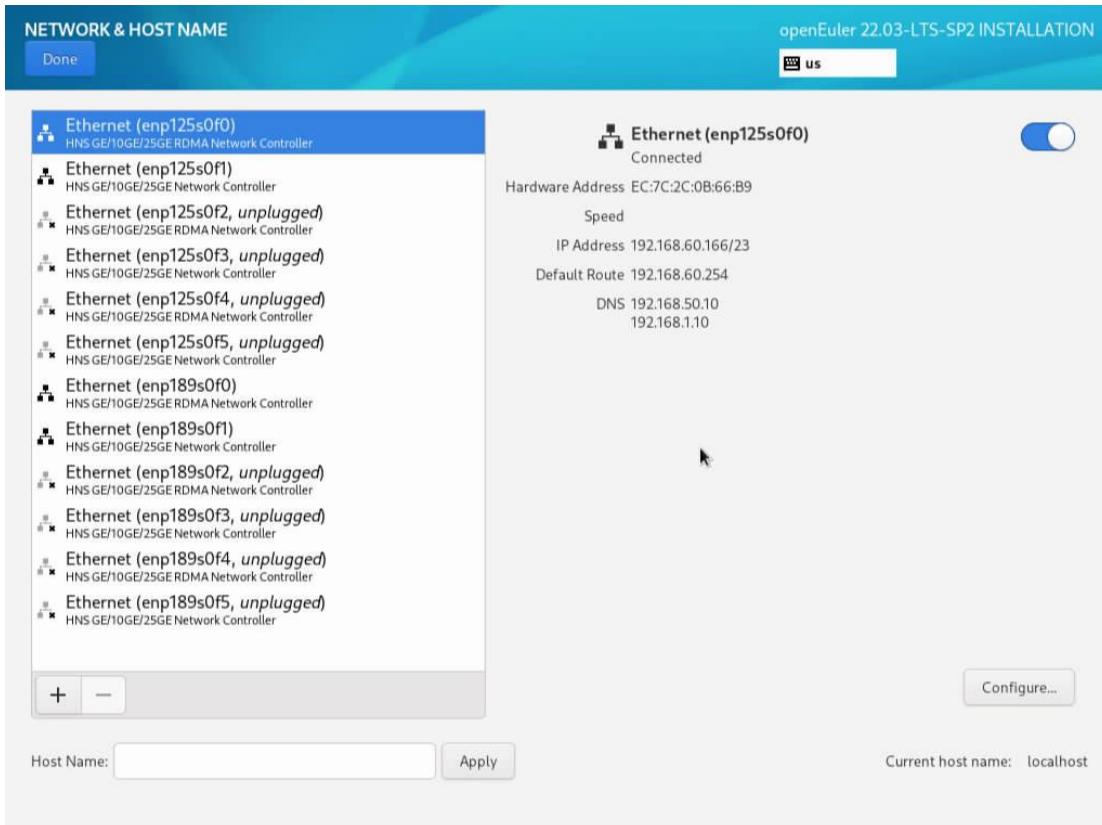 NETWORK & HOST NAME
openEuler 22.03-LTS-SP2 INSTALLATION
Done
us
Ethernet (enp125s0f0)
HNS GE/10GE/25GE RDMA Network Controller
Ethernet (enp125s0f1)
HNS GE/10GE/25GE Network Controller
Ethernet (enp125s0f2, unplugged)
HNS GE/10GE/25GE RDMA Network Controller
Ethernet (enp125s0f3, unplugged)
HNS GE/10GE/25GE Network Controller
Ethernet (enp125s0f4, unplugged)
HNS GE/10GE/25GE RDMA Network Controller
Ethernet (enp125s0f5, unplugged)
HNS GE/10GE/25GE Network Controller
Ethernet (enp189s0f0)
HNS GE/10GE/25GE RDMA Network Controller
Ethernet (enp189s0f1)
HNS GE/10GE/25GE Network Controller
Ethernet (enp189s0f2, unplugged)
HNS GE/10GE/25GE RDMA Network Controller
Ethernet (enp189s0f3, unplugged)
HNS GE/10GE/25GE Network Controller
Ethernet (enp189s0f4, unplugged)
HNS GE/10GE/25GE RDMA Network Controller
Ethernet (enp189s0f5, unplugged)
HNS GE/10GE/25GE Network Controller
+ −
Ethernet (enp125s0f0)
Connected
Hardware Address EC:7C:2C:0B:66:B9
Speed
IP Address 192.168.60.166/23
Default Route 192.168.60.254
DNS 192.168.50.10
192.168.1.10
Configure...
Host Name:
Apply
Current host name: localhost